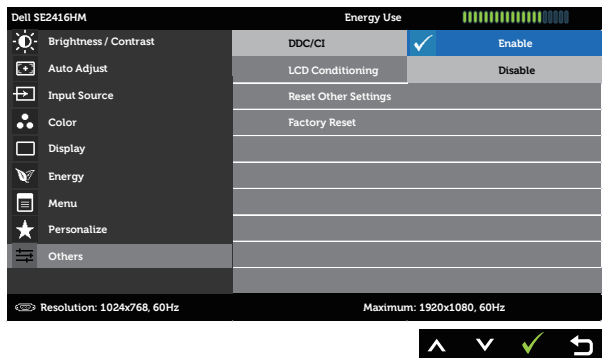 Dell SE2416HM Energy Use
Brightness / Contrast DDC/CI Enable
Auto Adjust LCD Conditioning Disable
Input Source Reset Other Settings
Color Factory Reset
Display
Energy
Menu
Personalize
Others
Resolution: 1024x768, 60Hz Maximum: 1920x1080, 60Hz